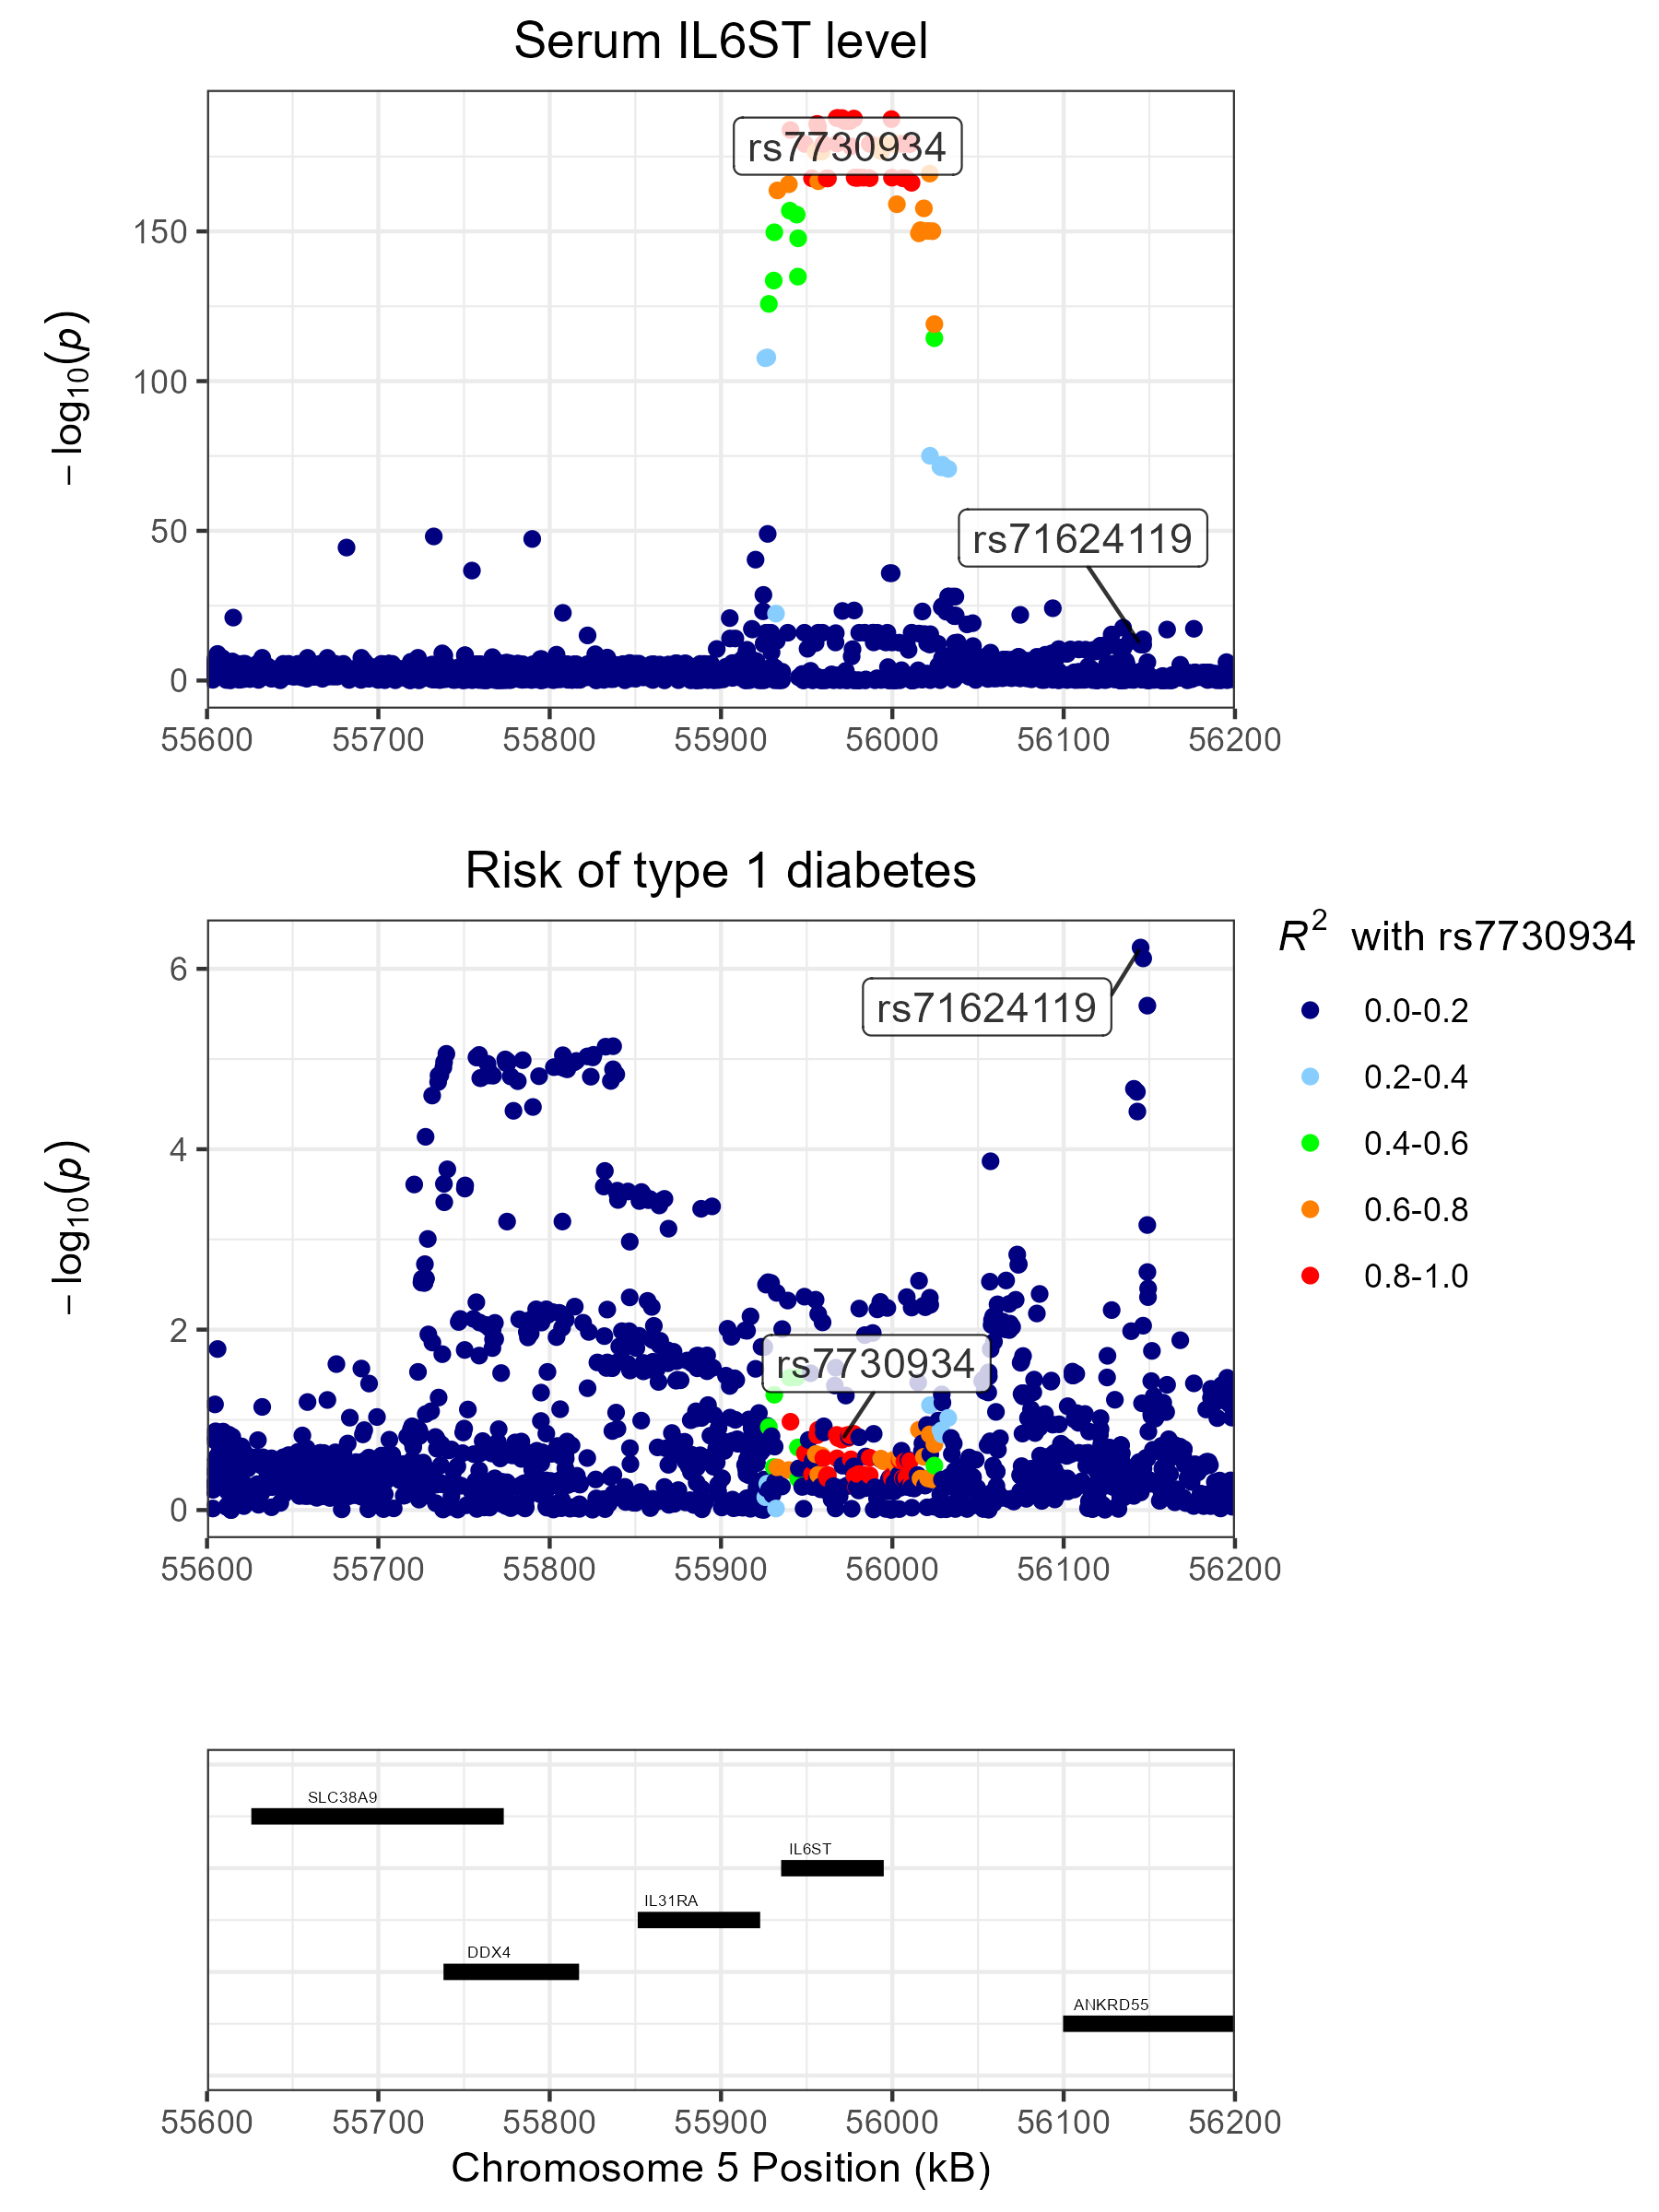 Serum IL6ST level
rs7730934
rs71624119
150
100
50
0
− log10(p)
55600 55700 55800 55900 56000 56100 56200
Risk of type 1 diabetes
rs71624119
rs7730934
6
4
2
0
− log10(p)
55600 55700 55800 55900 56000 56100 56200
R2 with rs7730934
0.0-0.2
0.2-0.4
0.4-0.6
0.6-0.8
0.8-1.0
SLC38A9
IL6ST
IL31RA
DDX4
ANKRD55
55600 55700 55800 55900 56000 56100 56200
Chromosome 5 Position (kB)